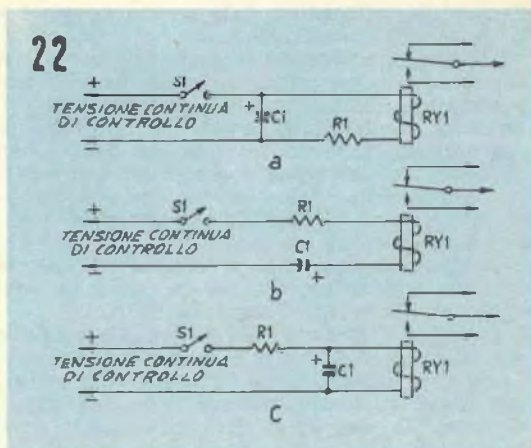 22
+ S1
TENSIONE CONTINUA
DI CONTROLLO
+ C1
R1
RY1
−
a
+ S1 R1
TENSIONE CONTINUA
DI CONTROLLO
C1
+
RY1
−
b
+ S1 R1
TENSIONE CONTINUA
DI CONTROLLO
+ C1
RY1
−
C